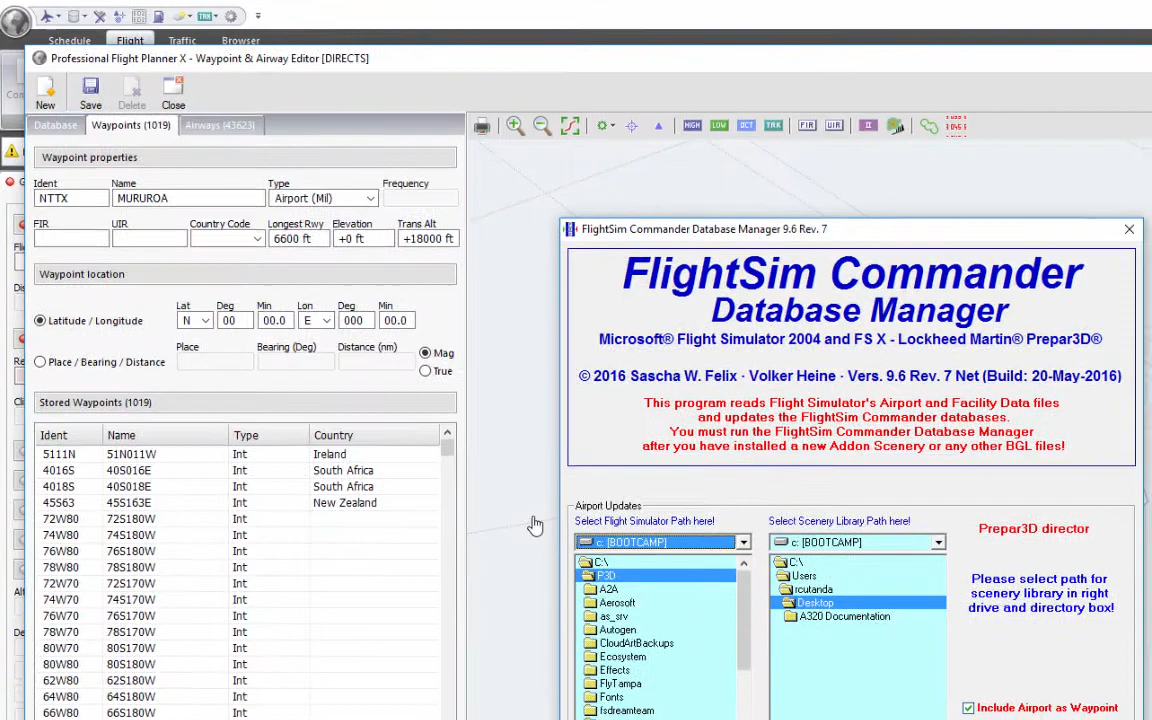 Schedule Flight Traffic Browser
Professional Flight Planner X - Waypoint & Airway Editor [DIRECTS]
New Save Delete Close
Database Waypoints (1019) Airways (43623)
HIGH LOW OCT TRK FIR UIR
Waypoint properties
Ident Name Type Frequency
NTTX MURUROA Airport (Mil)
FIR UIR Country Code Longest Rwy Elevation Trans Alt
6600 ft +0 ft +18000 ft
Waypoint location
Lat Deg Min Lon Deg Min
Latitude / Longitude N 00 00.0 E 000 00.0
Place Bearing (Deg) Distance (nm)
Place / Bearing / Distance
Mag
True
Stored Waypoints (1019)
Ident Name Type Country
5111N 51N011W Int Ireland
4016S 40S016E Int South Africa
4018S 40S018E Int South Africa
45S63 45S163E Int New Zealand
72W80 72S180W Int
74W80 74S180W Int
76W80 76S180W Int
78W80 78S180W Int
72W70 72S170W Int
74W70 74S170W Int
76W70 76S170W Int
78W70 78S170W Int
80W70 80S170W Int
80W80 80S180W Int
62W80 62S180W Int
64W80 64S180W Int
66W80 66S180W Int
FlightSim Commander Database Manager 9.6 Rev. 7
FlightSim Commander
Database Manager
Microsoft® Flight Simulator 2004 and FS X - Lockheed Martin® Prepar3D®
© 2016 Sascha W. Felix · Volker Heine · Vers. 9.6 Rev. 7 Net (Build: 20-May-2016)
This program reads Flight Simulator's Airport and Facility Data files
and updates the FlightSim Commander databases.
You must run the FlightSim Commander Database Manager
after you have installed a new Addon Scenery or any other BGL files!
Airport Updates
Select Flight Simulator Path here!
c: [BOOTCAMP]
C:\
P3D
A2A
Aerosoft
as_srv
Autogen
CloudArtBackups
Ecosystem
Effects
FlyTampa
Fonts
fsdreamteam
Select Scenery Library Path here!
c: [BOOTCAMP]
C:\
Users
rcutanda
Desktop
A320 Documentation
Prepar3D director
Please select path for
scenery library in right
drive and directory box!
Include Airport as Waypoint